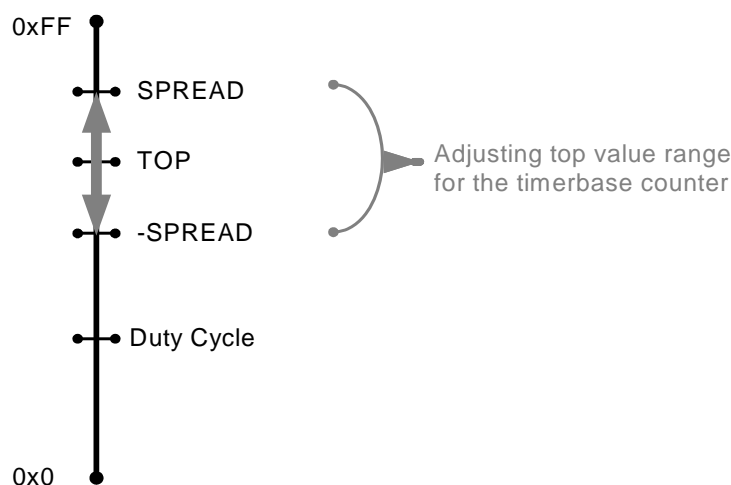 0xFF
SPREAD
TOP
Adjusting top value range
for the timerbase counter
-SPREAD
Duty Cycle
0x0